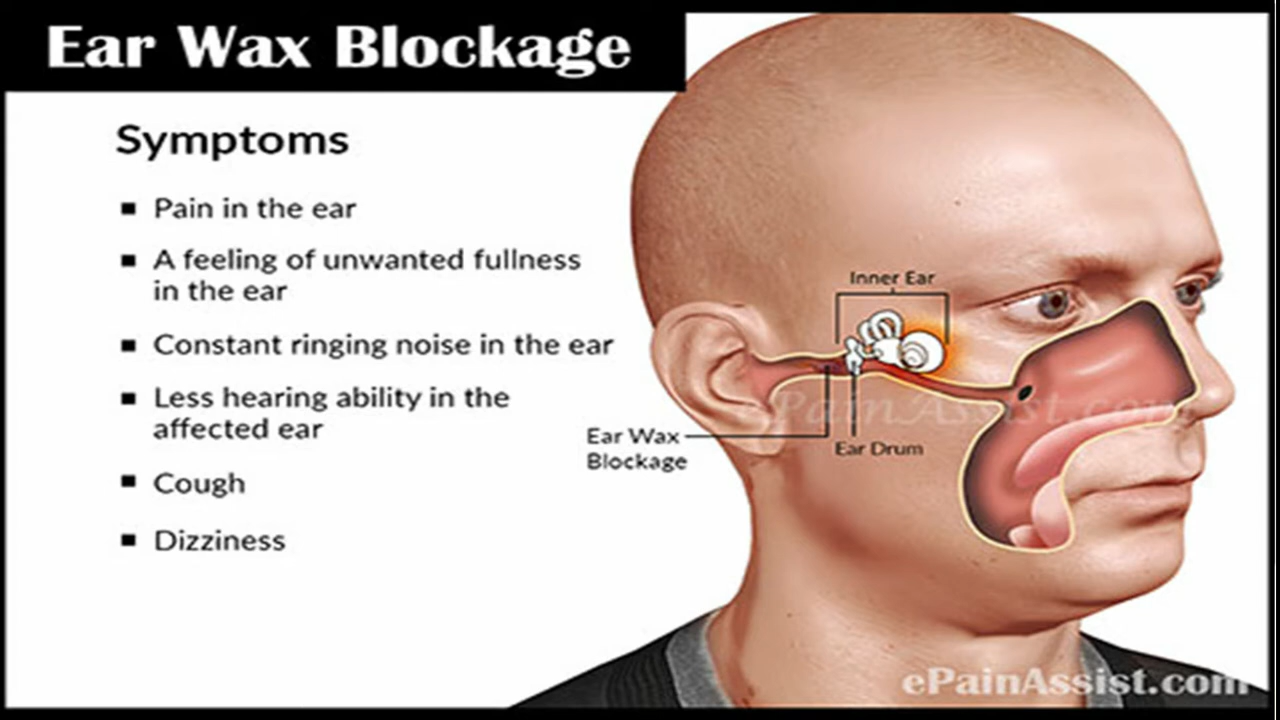 Ear Wax Blockage
Symptoms
Pain in the ear
A feeling of unwanted fullness
in the ear
Constant ringing noise in the ear
Less hearing ability in the
affected ear
Cough
Dizziness
Inner Ear
Ear Wax
Blockage
Ear Drum
ePainAssist.com
ePainAssist.com